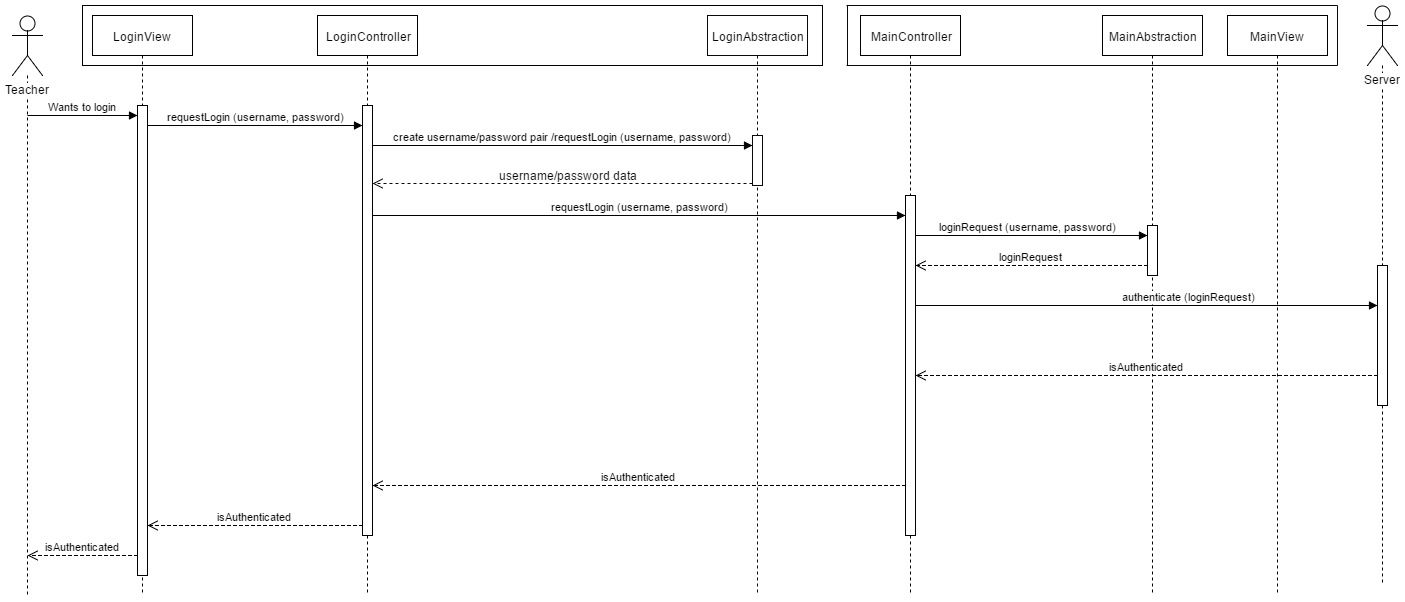 LoginView
LoginController
LoginAbstraction
MainController
MainAbstraction
MainView
Teacher
Server
Wants to login
requestLogin (username, password)
create username/password pair /requestLogin (username, password)
username/password data
requestLogin (username, password)
loginRequest (username, password)
loginRequest
authenticate (loginRequest)
isAuthenticated
isAuthenticated
isAuthenticated
isAuthenticated